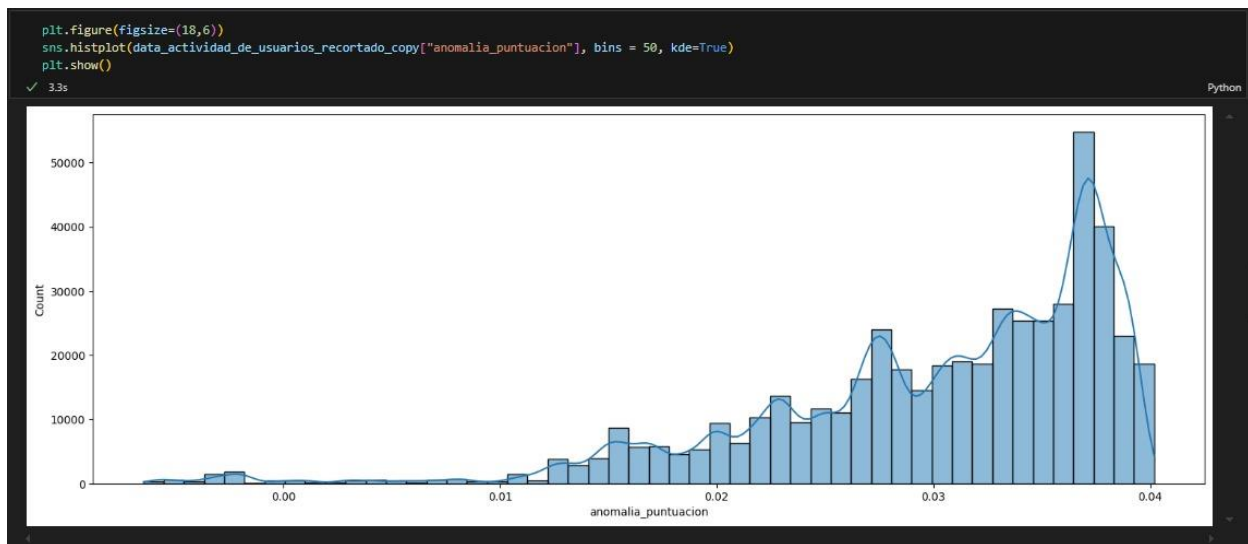 plt.figure(figsize=(18,6))
sns.histplot(data_actividad_de_usuarios_recortado_copy["anomalia_puntuacion"], bins = 50, kde=True)
plt.show()
✓ 3.3s
Python
50000
40000
30000
20000
10000
0
Count
0.00 0.01 0.02 0.03 0.04
anomalia_puntuacion